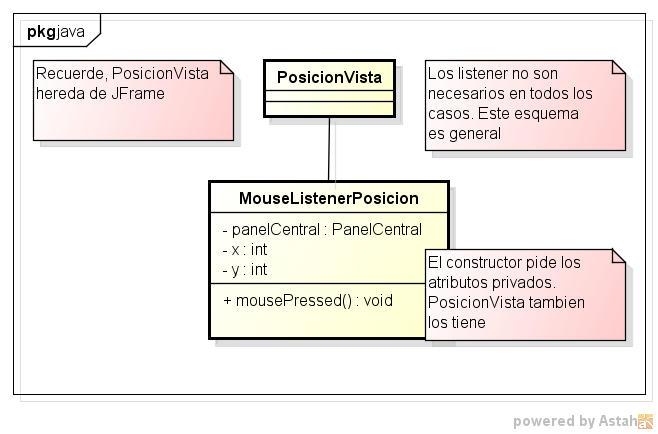 pkg java
Recuerde, PosicionVista
hereda de JFrame
PosicionVista
Los listener no son
necesarios en todos los
casos. Este esquema
es general
MouseListenerPosicion
- panelCentral : PanelCentral
- x : int
- y : int
+ mousePressed() : void
El constructor pide los
atributos privados.
PosicionVista tambien
los tiene
powered by Astah